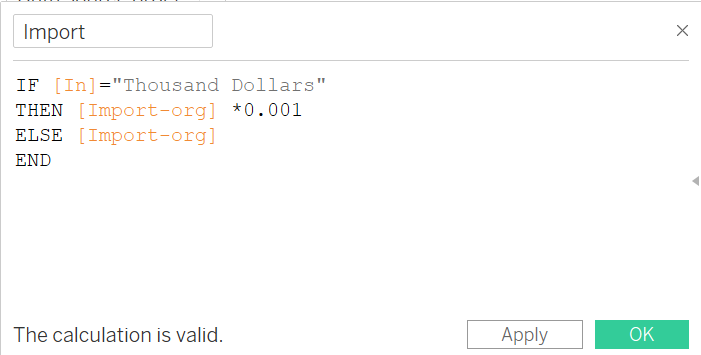 Import
IF [In]="Thousand Dollars"
THEN [Import-org] *0.001
ELSE [Import-org]
END
The calculation is valid.
Apply
OK